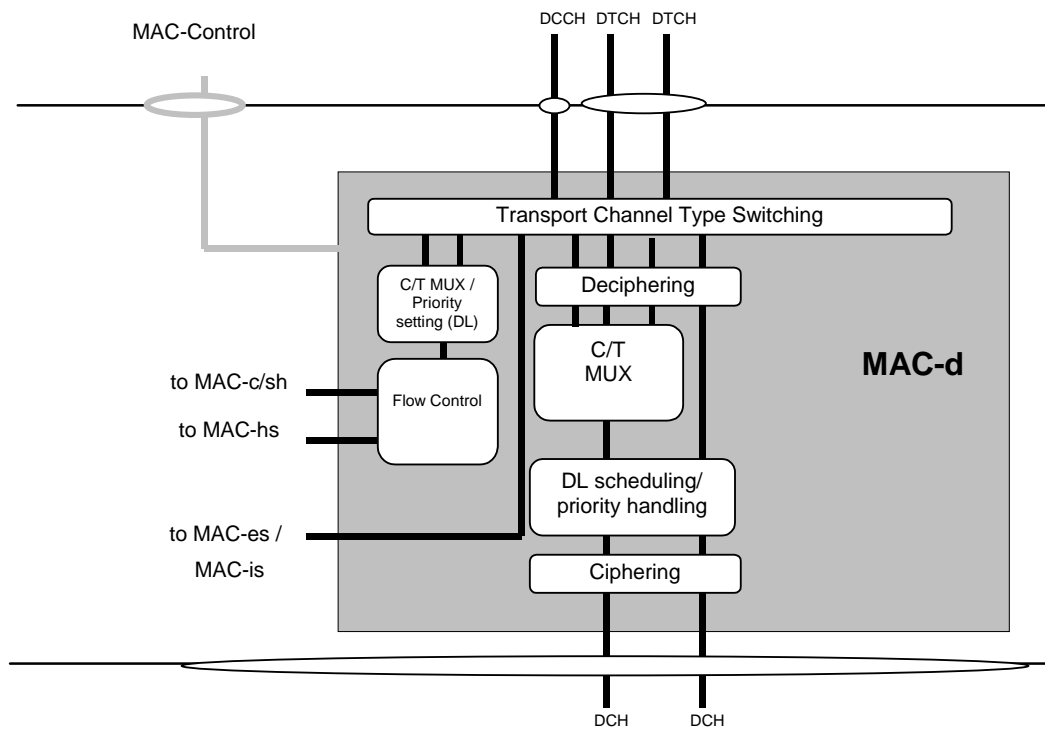 DCCH DTCH DTCH
MAC-Control
Transport Channel Type Switching
C/T MUX /
Priority
setting (DL)
Deciphering
C/T
MUX
MAC-d
to MAC-c/sh
Flow Control
to MAC-hs
DL scheduling/
priority handling
to MAC-es /
MAC-is
Ciphering
DCH DCH